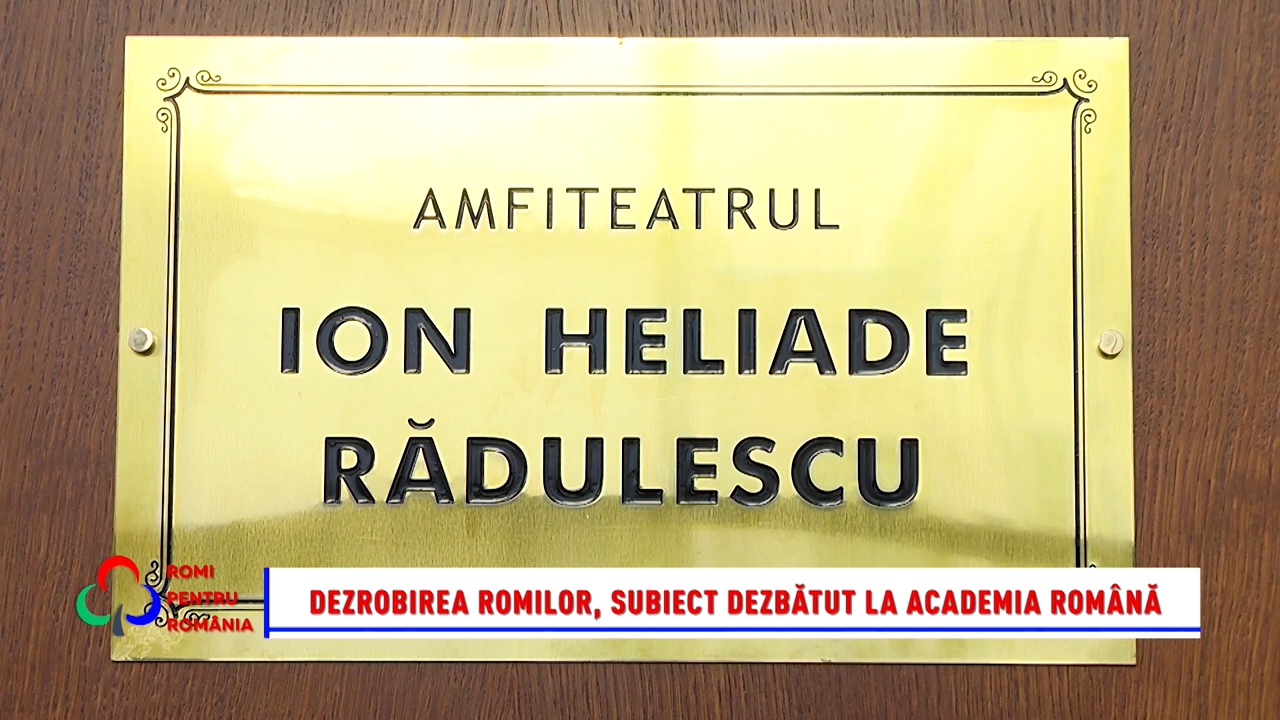 AMFITEATRUL
ION HELIADE
RĂDULESCU
ROMI
PENTRU
ROMÂNIA
DEZROBIREA ROMILOR, SUBIECT DEZBĂTUT LA ACADEMIA ROMÂNĂ